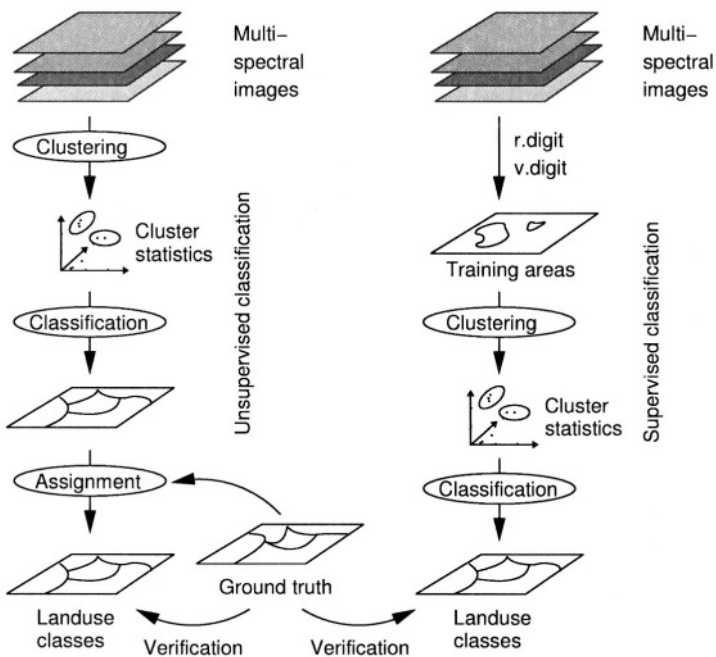 Multi-
spectral
images
Clustering
Cluster
statistics
Classification
Assignment
Landuse
classes
Unsupervised classification
Ground truth
Verification
Verification
Multi-
spectral
images
r.digit
v.digit
Training areas
Clustering
Cluster
statistics
Classification
Landuse
classes
Supervised classification